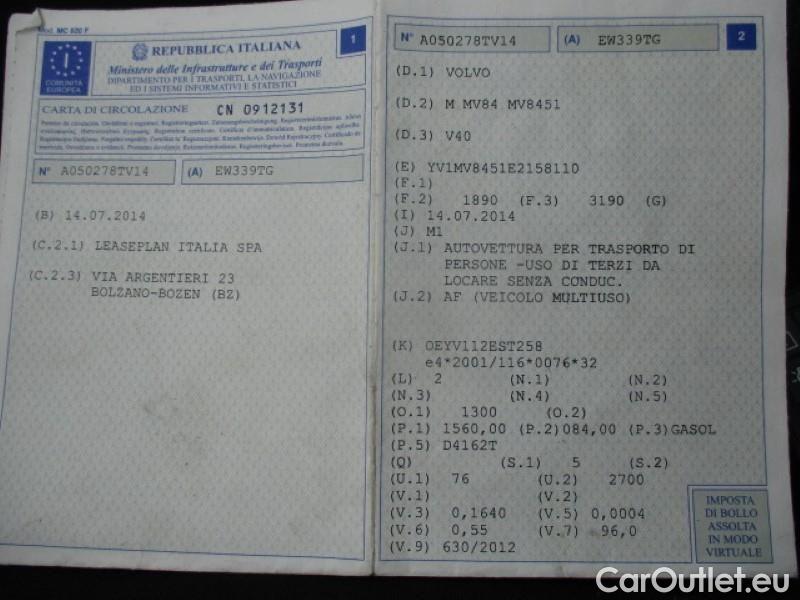 Mod. MC 820 F
1
REPUBBLICA ITALIANA
Ministero delle Infrastrutture e dei Trasporti
DIPARTIMENTO PER I TRASPORTI, LA NAVIGAZIONE
ED I SISTEMI INFORMATIVI E STATISTICI
I
COMUNITÀ
EUROPEA
CARTA DI CIRCOLAZIONE CN 0912131
N° A050278TV14 (A) EW339TG
(B) 14.07.2014
(C.2.1) LEASEPLAN ITALIA SPA
(C.2.3) VIA ARGENTIERI 23
BOLZANO-BOZEN (BZ)
N° A050278TV14 (A) EW339TG 2
(D.1) VOLVO
(D.2) M MV84 MV8451
(D.3) V40
(E) YV1MV8451E2158110
(F.1)
(F.2) 1890 (F.3) 3190 (G)
(I) 14.07.2014
(J) M1
(J.1) AUTOVETTURA PER TRASPORTO DI
PERSONE -USO DI TERZI DA
LOCARE SENZA CONDUC.
(J.2) AF (VEICOLO MULTIUSO)
(K) OEYV112EST258
e4*2001/116*0076*32
(L) 2 (N.1) (N.2)
(N.3) (N.4) (N.5)
(O.1) 1300 (O.2)
(P.1) 1560,00 (P.2)084,00 (P.3)GASOL
(P.5) D4162T
(Q) (S.1) 5 (S.2)
(U.1) 76 (U.2) 2700
(V.1) (V.2)
(V.3) 0,1640 (V.5) 0,0004
(V.6) 0,55 (V.7) 96,0
(V.9) 630/2012
IMPOSTA
DI BOLLO
ASSOLTA
IN MODO
VIRTUALE
CarOutlet.eu